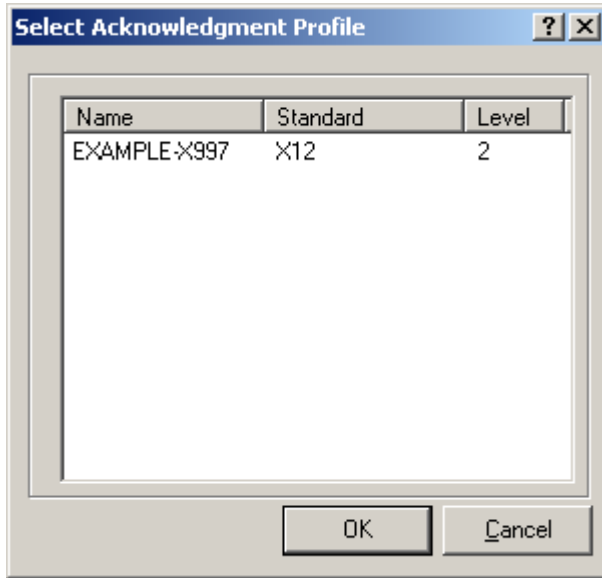 Select Acknowledgment Profile
Name Standard Level
EXAMPLE-X997 X12 2
OK Cancel